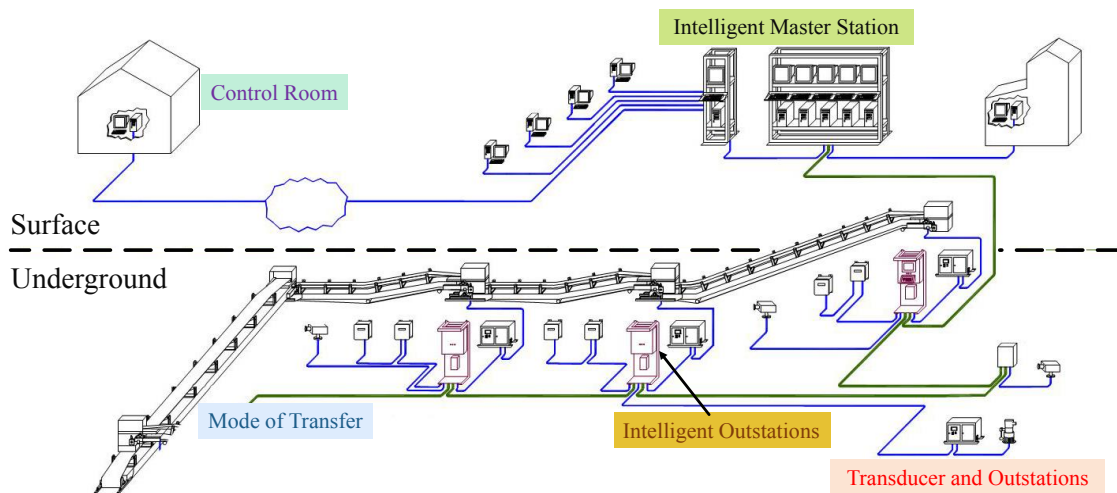 Intelligent Master Station
Control Room
Surface
Underground
Mode of Transfer
Intelligent Outstations
Transducer and Outstations